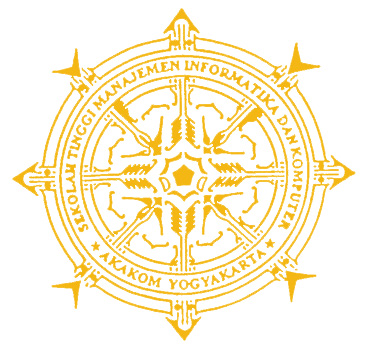 SEKOLAH TINGGI MANAJEMEN INFORMATIKA DAN KOMPUTER
AKAKOM YOGYAKARTA